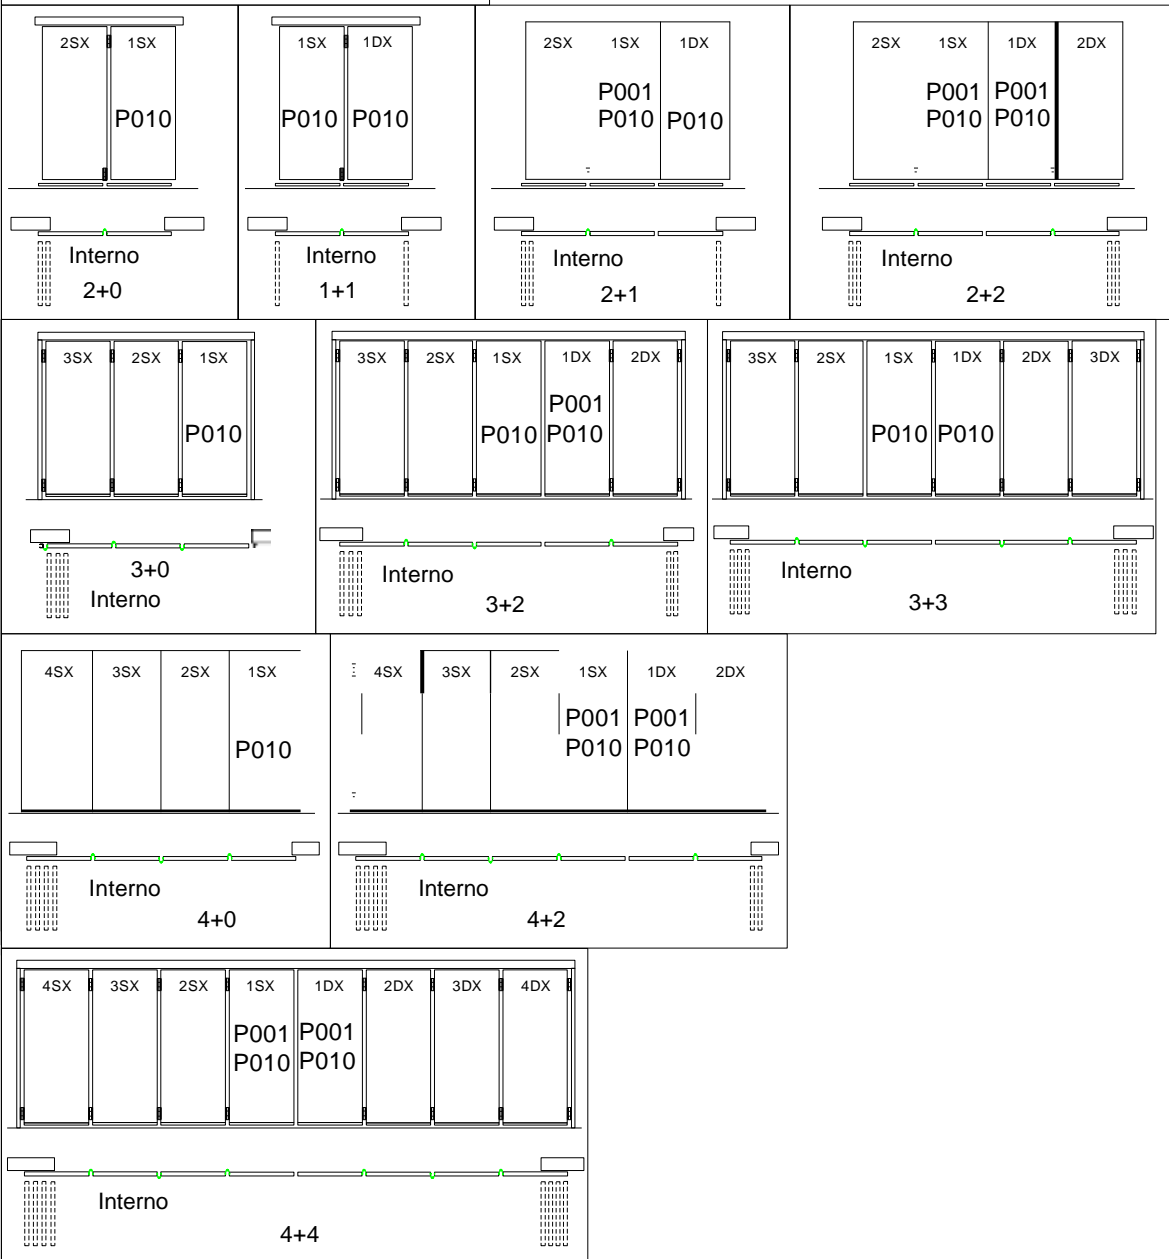 2SX 1SX
P010
Interno
2+0
1SX 1DX
P010 P010
Interno
1+1
2SX 1SX 1DX
P001
P010 P010
Interno
2+1
2SX 1SX 1DX 2DX
P001 P001
P010 P010
Interno
2+2
3SX 2SX 1SX
P010
3+0
Interno
3SX 2SX 1SX 1DX 2DX
P001
P010 P010
Interno
3+2
3SX 2SX 1SX 1DX 2DX 3DX
P010 P010
Interno
3+3
4SX 3SX 2SX 1SX
P010
Interno
4+0
4SX 3SX 2SX 1SX 1DX 2DX
P001 P001
P010 P010
Interno
4+2
4SX 3SX 2SX 1SX 1DX 2DX 3DX 4DX
P001 P001
P010 P010
Interno
4+4